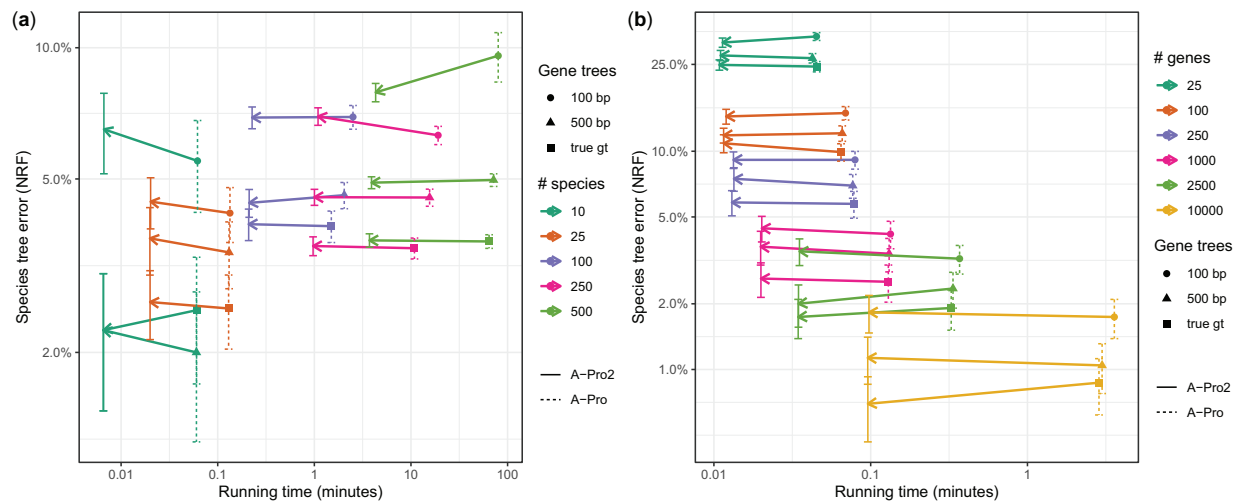 (a)
Species tree error (NRF)
10.0%
5.0%
2.0%
0.01
0.1
1
10
100
Running time (minutes)
Gene trees
100 bp
500 bp
true gt
# species
10
25
100
250
500
A−Pro2
A−Pro
(b)
Species tree error (NRF)
25.0%
10.0%
5.0%
2.0%
1.0%
0.01
0.1
1
Running time (minutes)
# genes
25
100
250
1000
2500
10000
Gene trees
100 bp
500 bp
true gt
A−Pro2
A−Pro